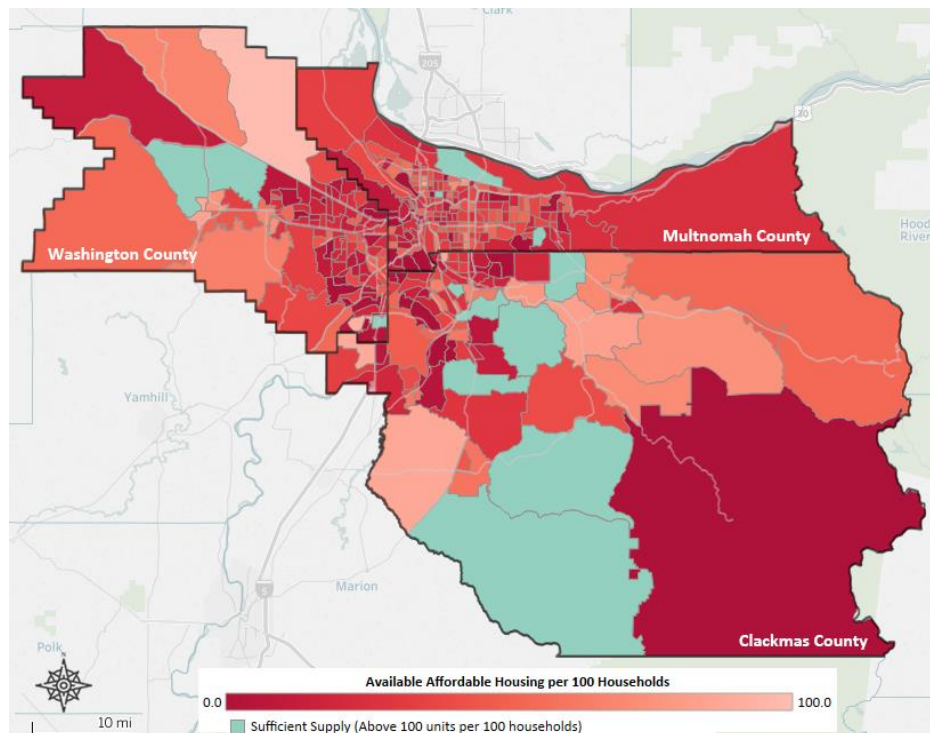 Clark
205
30
Hood
River
Multnomah County
Washington County
Yamhill
Marion
5
Polk
Clackmas County
N
10 mi
Available Affordable Housing per 100 Households
0.0
100.0
Sufficient Supply (Above 100 units per 100 households)